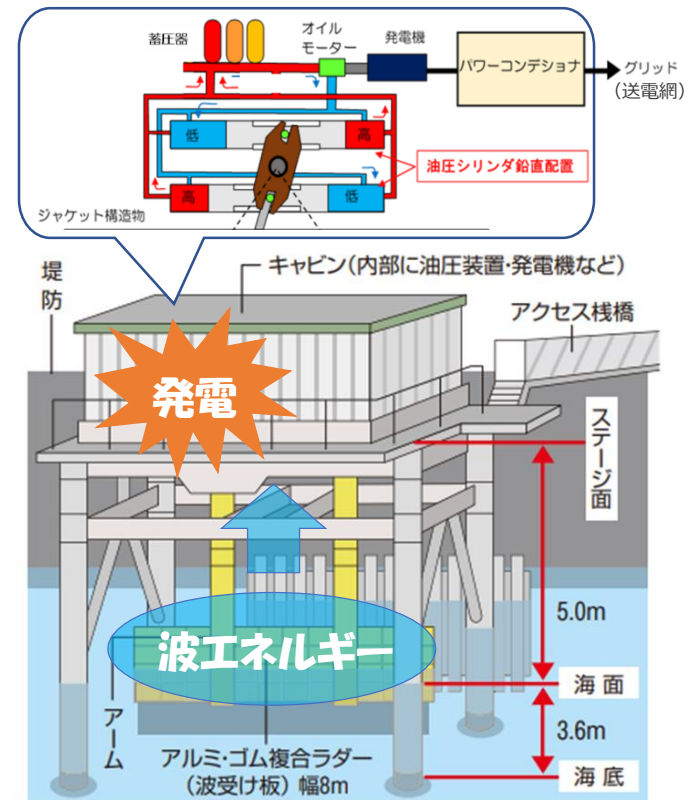 蓄圧器
オイル
モーター
発電機
パワーコンデショナ
グリッド
(送電網)
低
高
油圧シリンダ鉛直配置
高
低
ジャケット構造物
堤防
キャビン(内部に油圧装置・発電機など)
アクセス桟橋
発電
ステージ面
5.0m
波エネルギー
海面
3.6m
アーム
アルミ・ゴム複合ラダー
(波受け板) 幅8m
海底